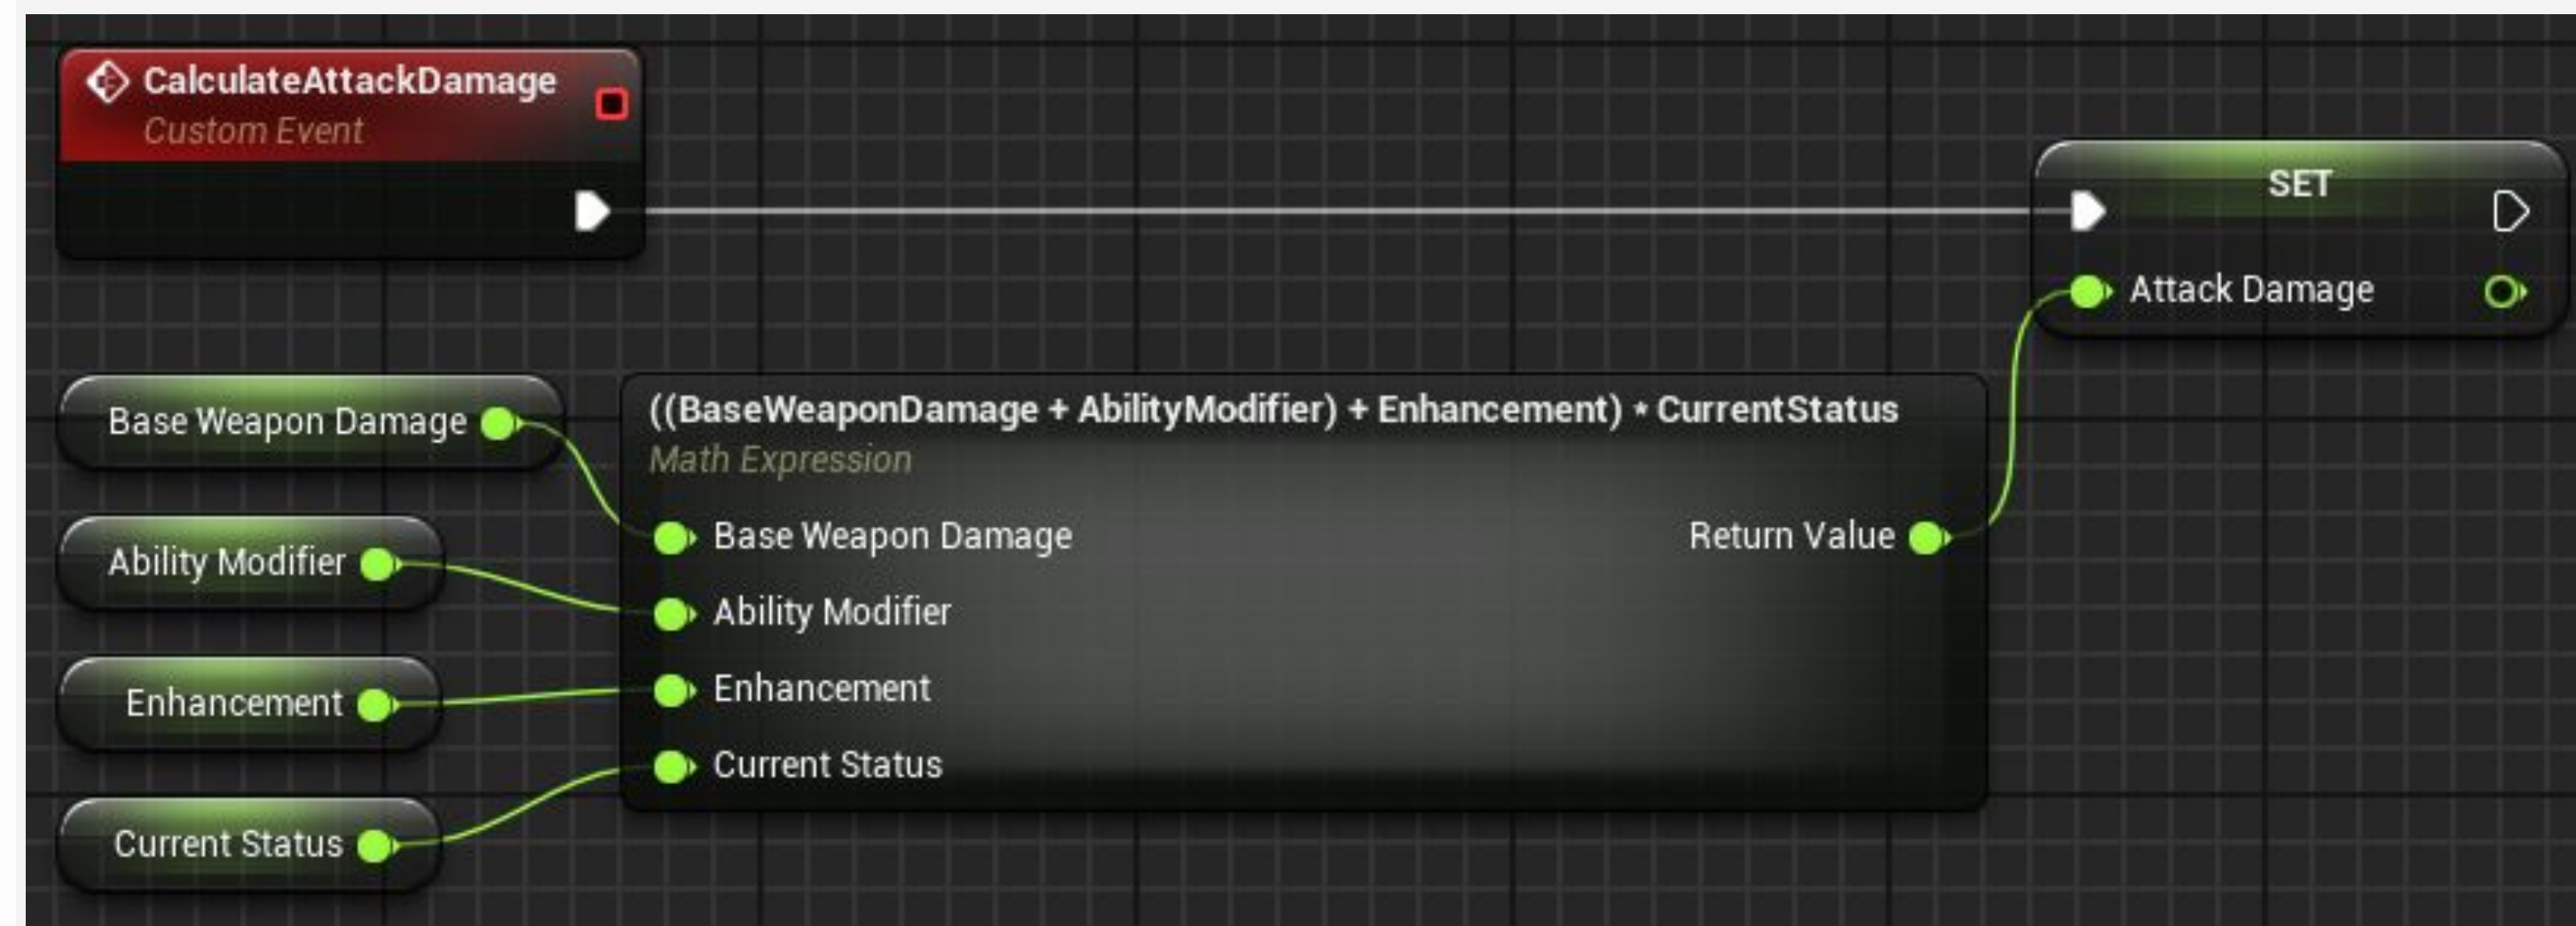 CalculateAttackDamage
Custom Event
SET
Attack Damage
Base Weapon Damage
Ability Modifier
Enhancement
Current Status
((BaseWeaponDamage + AbilityModifier) + Enhancement) * CurrentStatus
Math Expression
Base Weapon Damage
Return Value
Ability Modifier
Enhancement
Current Status